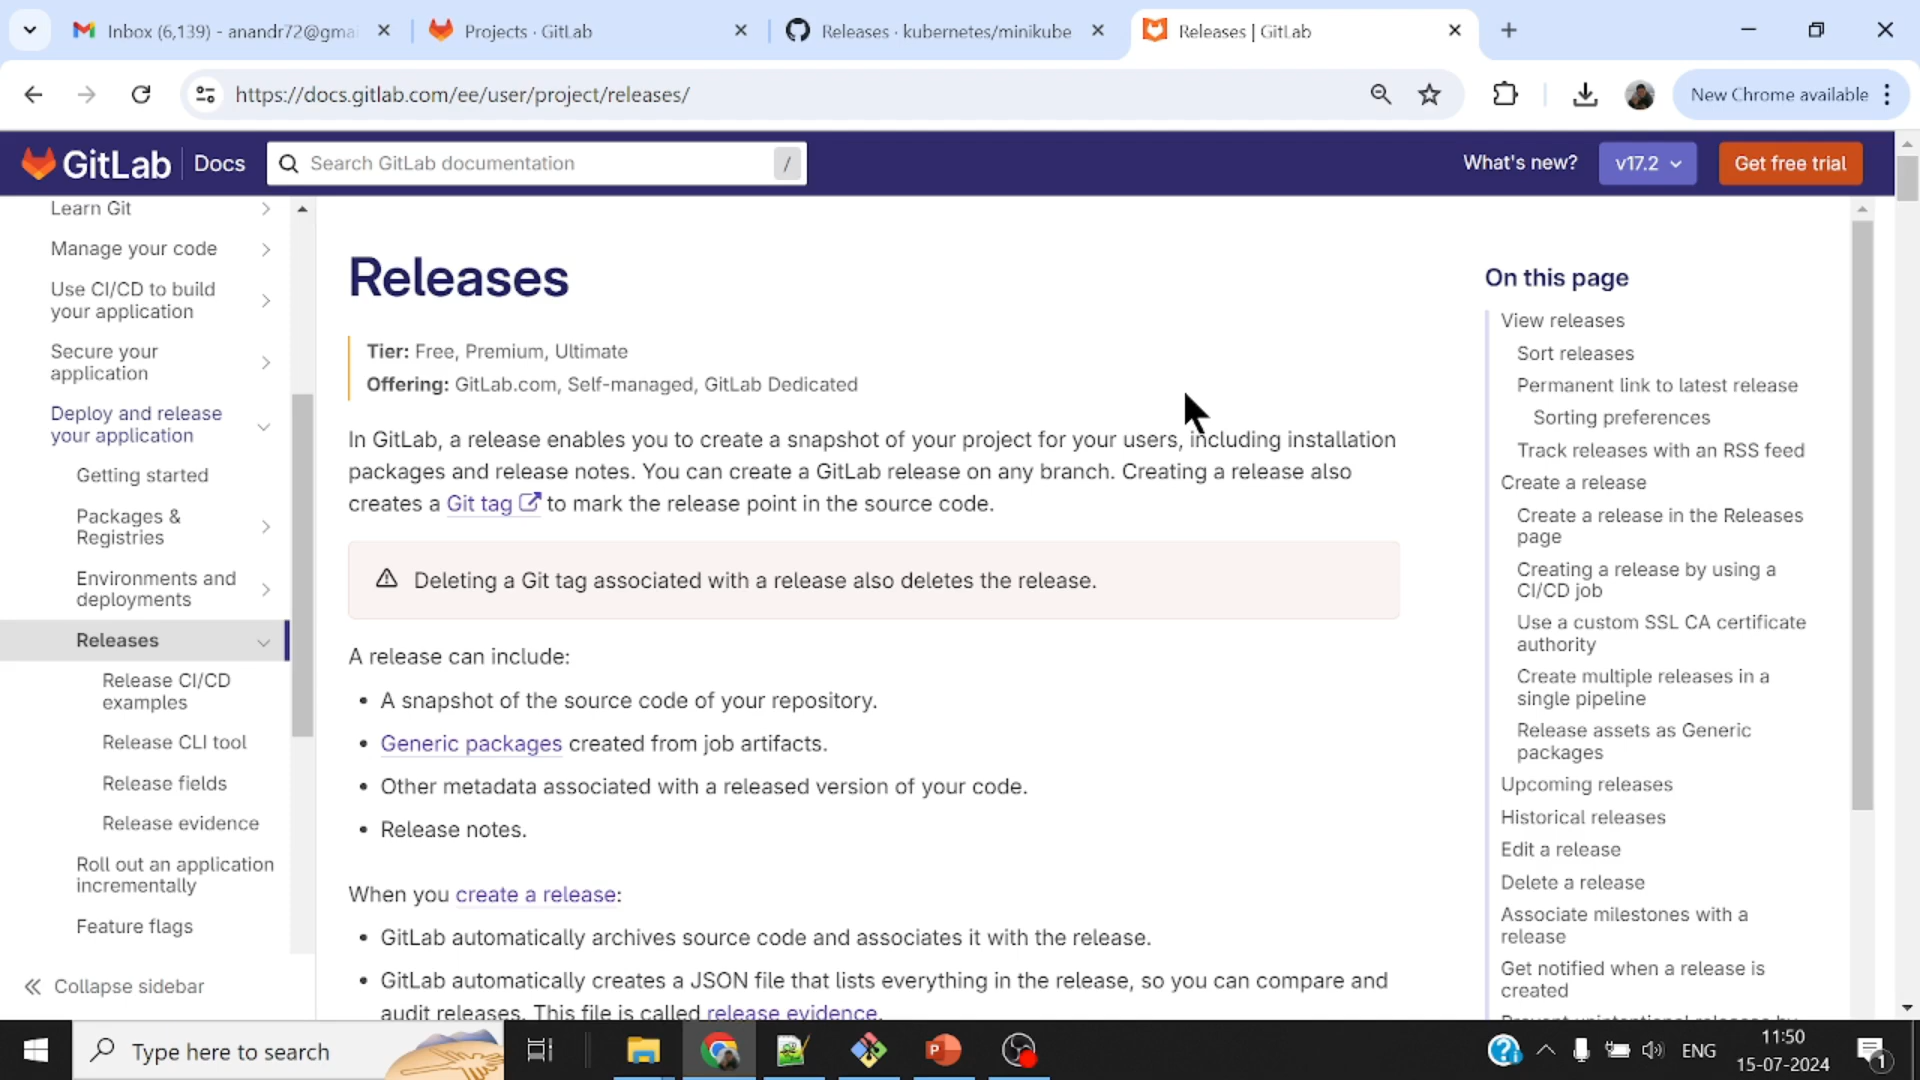 Inbox (6,139) - anandr72@gmai
Projects · GitLab
Releases · kubernetes/minikube
Releases | GitLab
https://docs.gitlab.com/ee/user/project/releases/
New Chrome available
GitLab Docs
Search GitLab documentation
/
What's new?
v17.2
Get free trial
Learn Git
Manage your code
Use CI/CD to build
your application
Secure your
application
Deploy and release
your application
Getting started
Packages &
Registries
Environments and
deployments
Releases
Release CI/CD
examples
Release CLI tool
Release fields
Release evidence
Roll out an application
incrementally
Feature flags
Collapse sidebar
Releases
Tier: Free, Premium, Ultimate
Offering: GitLab.com, Self-managed, GitLab Dedicated
In GitLab, a release enables you to create a snapshot of your project for your users, including installation
packages and release notes. You can create a GitLab release on any branch. Creating a release also
creates a Git tag to mark the release point in the source code.
Deleting a Git tag associated with a release also deletes the release.
A release can include:
• A snapshot of the source code of your repository.
• Generic packages created from job artifacts.
• Other metadata associated with a released version of your code.
• Release notes.
When you create a release:
• GitLab automatically archives source code and associates it with the release.
• GitLab automatically creates a JSON file that lists everything in the release, so you can compare and
audit releases. This file is called release evidence.
On this page
View releases
Sort releases
Permanent link to latest release
Sorting preferences
Track releases with an RSS feed
Create a release
Create a release in the Releases
page
Creating a release by using a
CI/CD job
Use a custom SSL CA certificate
authority
Create multiple releases in a
single pipeline
Release assets as Generic
packages
Upcoming releases
Historical releases
Edit a release
Delete a release
Associate milestones with a
release
Get notified when a release is
created
Prevent unintentional releases by
Type here to search
ENG
11:50
15-07-2024
1